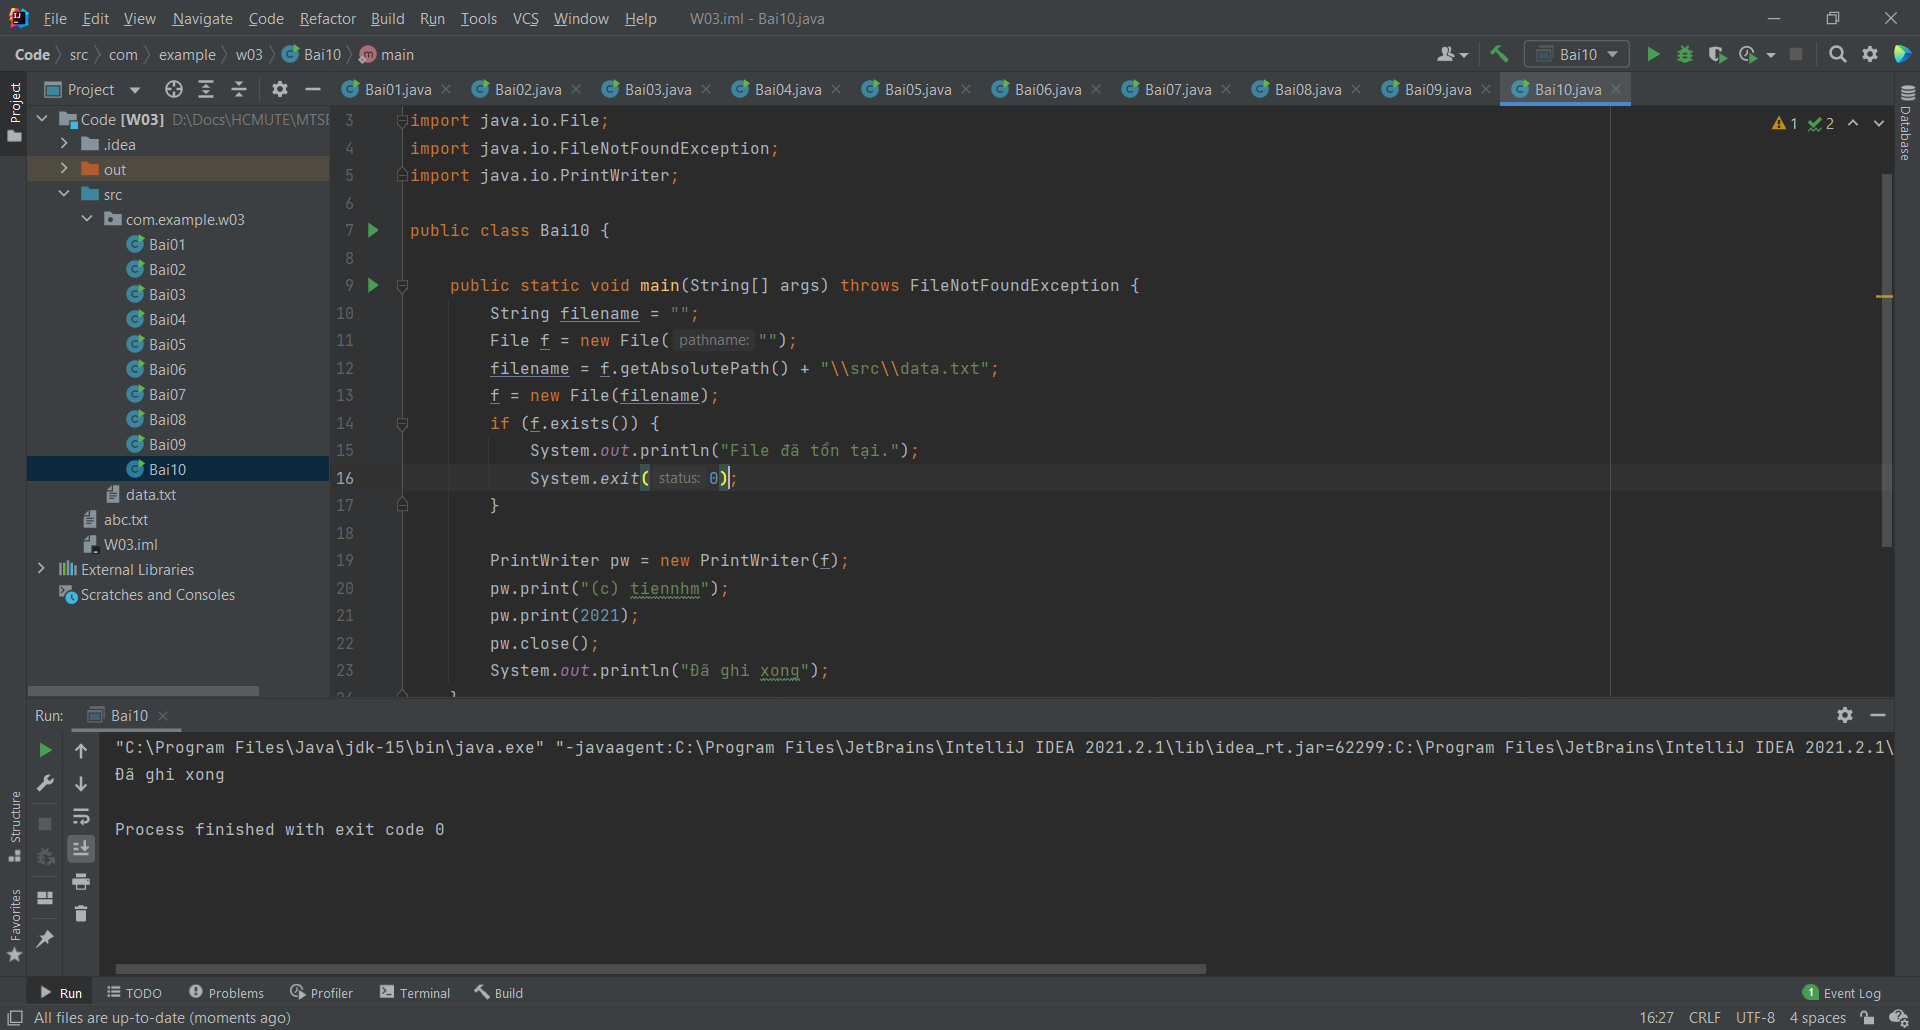 File Edit View Navigate Code Refactor Build Run Tools VCS Window Help W03.iml - Bai10.java
Code src com example w03 Bai10 main Bai10
Project Bai01.java Bai02.java Bai03.java Bai04.java Bai05.java Bai06.java Bai07.java Bai08.java Bai09.java Bai10.java
Project
Database
Code [W03] D:\Docs\HCMUTE\MTSE
.idea
out
src
com.example.w03
Bai01
Bai02
Bai03
Bai04
Bai05
Bai06
Bai07
Bai08
Bai09
Bai10
data.txt
abc.txt
W03.iml
External Libraries
Scratches and Consoles
1 2
3 import java.io.File;
4 import java.io.FileNotFoundException;
5 import java.io.PrintWriter;
6
7 public class Bai10 {
8
9 public static void main(String[] args) throws FileNotFoundException {
10 String filename = "";
11 File f = new File( pathname: "");
12 filename = f.getAbsolutePath() + "\\src\\data.txt";
13 f = new File(filename);
14 if (f.exists()) {
15 System.out.println("File đã tồn tại.");
16 System.exit( status: 0);
17 }
18
19 PrintWriter pw = new PrintWriter(f);
20 pw.print("(c) tiennhm");
21 pw.print(2021);
22 pw.close();
23 System.out.println("Đã ghi xong");
Run: Bai10
"C:\Program Files\Java\jdk-15\bin\java.exe" "-javaagent:C:\Program Files\JetBrains\IntelliJ IDEA 2021.2.1\lib\idea_rt.jar=62299:C:\Program Files\JetBrains\IntelliJ IDEA 2021.2.1\
Đã ghi xong
Process finished with exit code 0
Structure
Favorites
Run TODO Problems Profiler Terminal Build 1 Event Log
All files are up-to-date (moments ago) 16:27 CRLF UTF-8 4 spaces